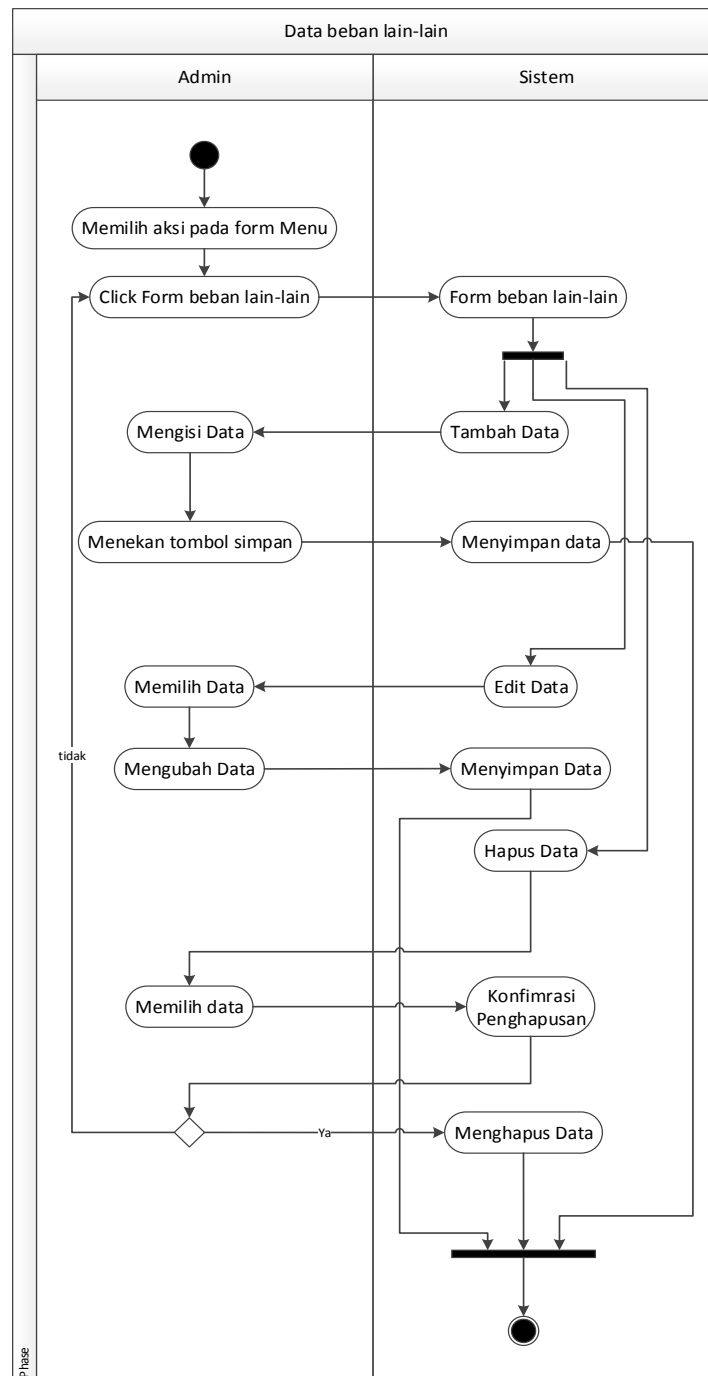 Data beban lain-lain
Admin
Sistem
Memilih aksi pada form Menu
Click Form beban lain-lain
Form beban lain-lain
Mengisi Data
Tambah Data
Menekan tombol simpan
Menyimpan data
Memilih Data
Edit Data
tidak
Mengubah Data
Menyimpan Data
Hapus Data
Memilih data
Konfimrasi
Penghapusan
Ya
Menghapus Data
Phase